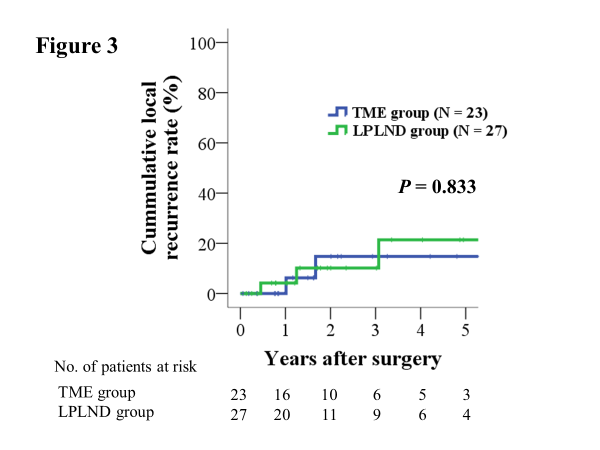 Figure 3
Cummulative local
recurrence rate (%)
100
80
60
40
20
0
TME group (N = 23)
LPLND group (N = 27)
P = 0.833
0 1 2 3 4 5
Years after surgery
No. of patients at risk
TME group 23 16 10 6 5 3
LPLND group 27 20 11 9 6 4